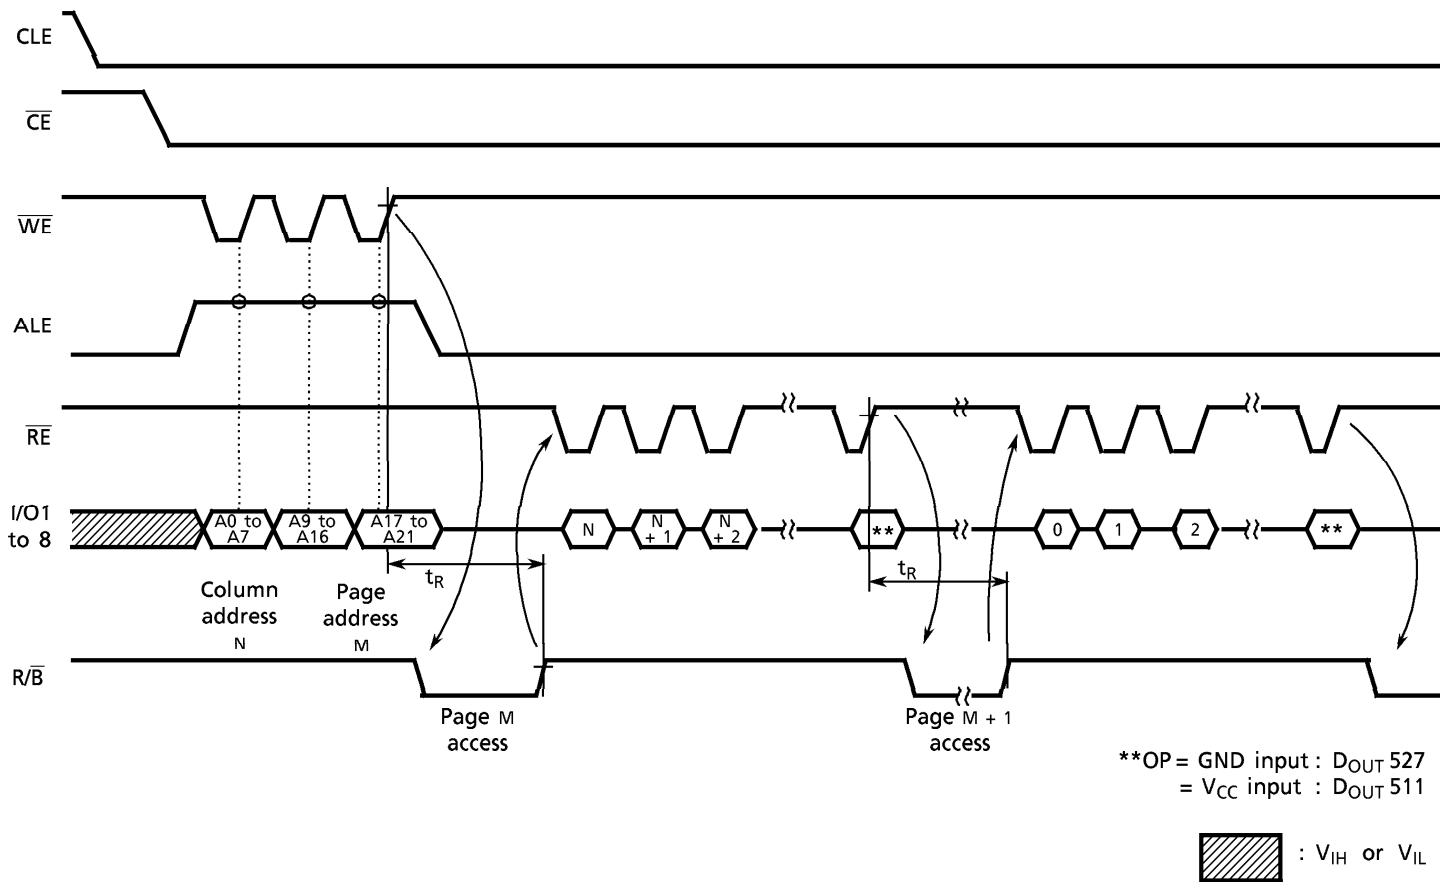 CLE
CE
WE
ALE
RE
I/O1
to 8
A0 to
A7
A9 to
A16
A17 to
A21
N
N
+ 1
N
+ 2
**
0
1
2
**
tR
tR
Column
address
N
Page
address
M
R/B
Page M
access
Page M + 1
access
**OP = GND input : DOUT 527
= VCC input : DOUT 511
: VIH or VIL